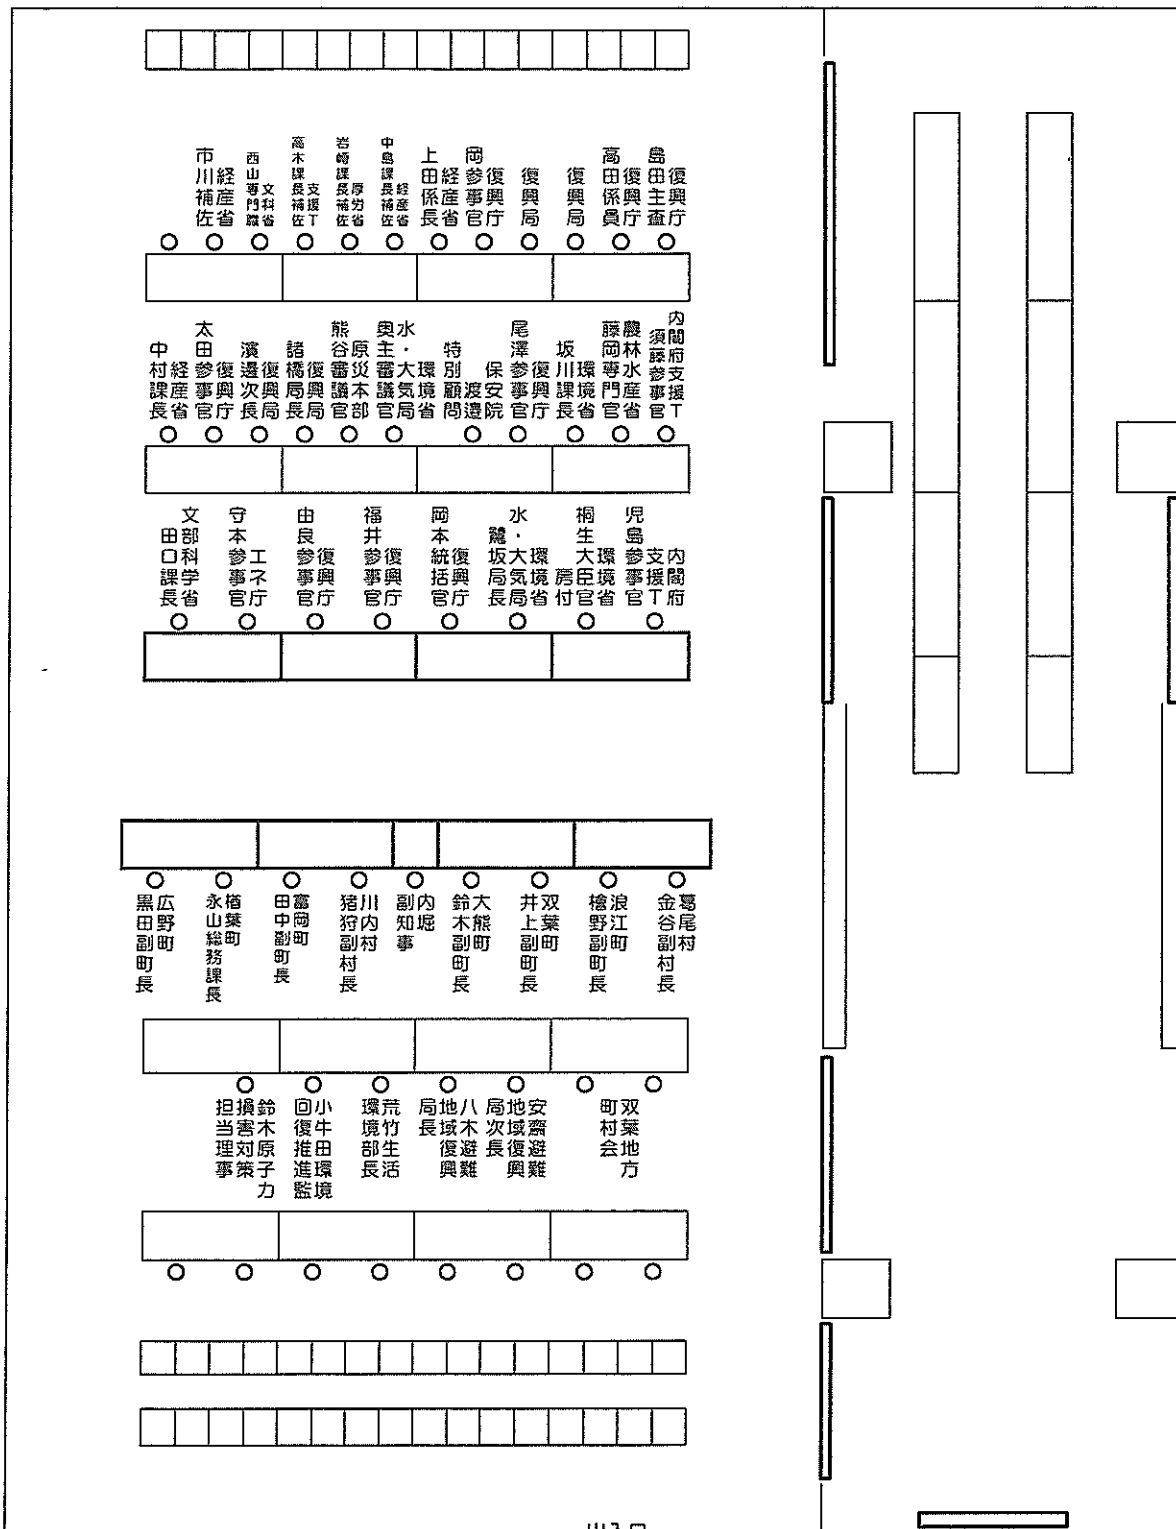 復興庁
島田主査
復興庁
高田係員
復興局
復興局
復興庁
岡参事官
経産省
上田係長
経産省
中島課長補佐
厚労省
岩崎課長補佐
支援T
高木課長補佐
文科省
西山専門職
経産省
市川補佐
内閣府支援T
須藤参事官
農林水産省
藤岡専門官
環境省
坂川課長
復興庁
尾澤参事官
保安院
渡邉
特別顧問
環境省
水・大気局
奥主審議官
原災本部
熊谷審議官
復興局
諸橋局長
復興局
濱邊次長
復興庁
太田参事官
経産省
中村課長
内閣府
支援T
児島参事官
環境省
桐生大臣官
房付
環境省
水・大気局
鷺坂局長
復興庁
岡本統括官
復興庁
福井参事官
復興庁
由良参事官
エネ庁
守本参事官
文部科学省
田口課長
葛尾村
金谷副村長
浪江町
檜野副町長
双葉町
井上副町長
大熊町
鈴木副町長
内堀
副知事
川内村
猪狩副村長
富岡町
田中副町長
楢葉町
永山総務課長
広野町
黒田副町長
双葉地方
町村会
安齋避難
地域復興
局次長
八木避難
地域復興
局長
荒竹生活
環境部長
小牛田環境
回復推進監
鈴木原子力
損害対策
担当理事
出入口